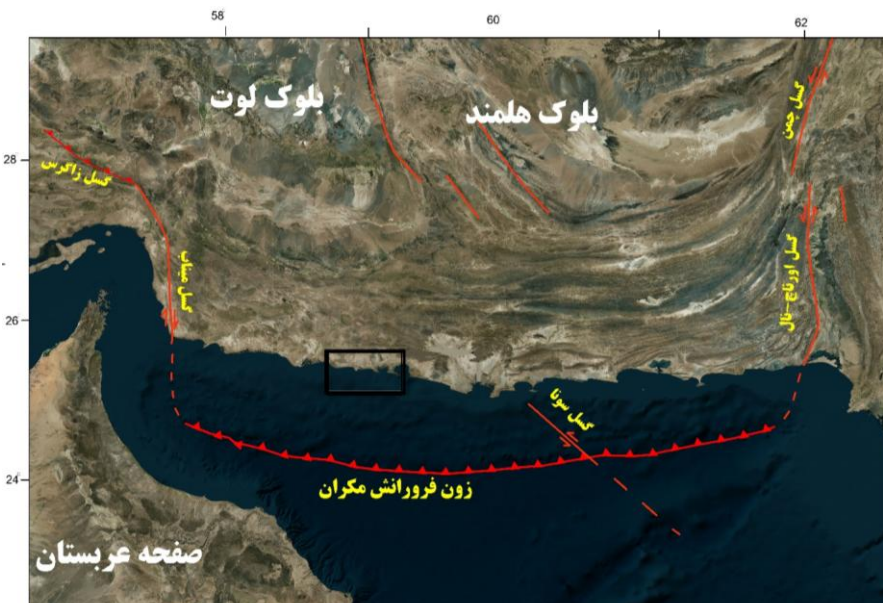 58
60
62
بلوک لوت
بلوک هلمند
گسل چمن
28
گسل زاگرس
گسل میناب
گسل اورناچ-نال
26
گسل سونا
24
زون فرورانش مکران
صفحه عربستان